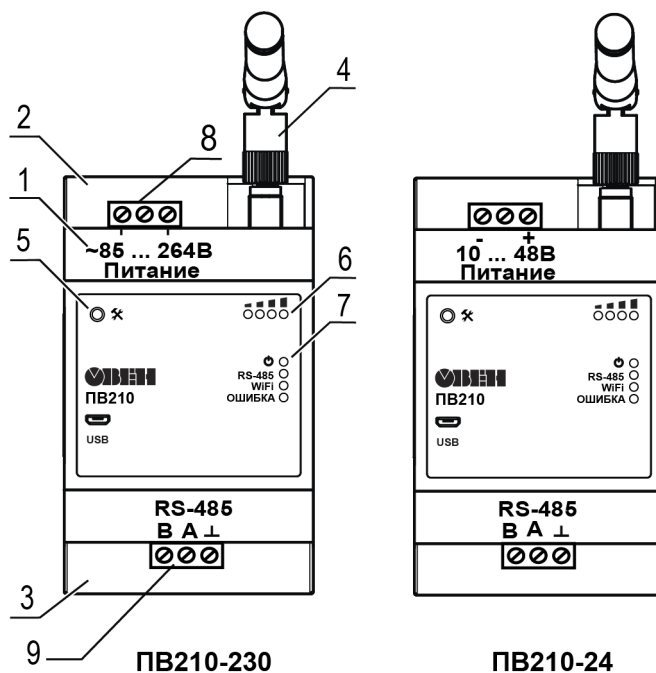 4
2
8
1
~85 ... 264В
Питание
5
6
7
RS-485
WiFi
ОШИБКА
ОВЕН
ПВ210
USB
RS-485
B A ⊥
3
9
ПВ210-230
- +
10 ... 48В
Питание
RS-485
WiFi
ОШИБКА
ОВЕН
ПВ210
USB
RS-485
B A ⊥
ПВ210-24